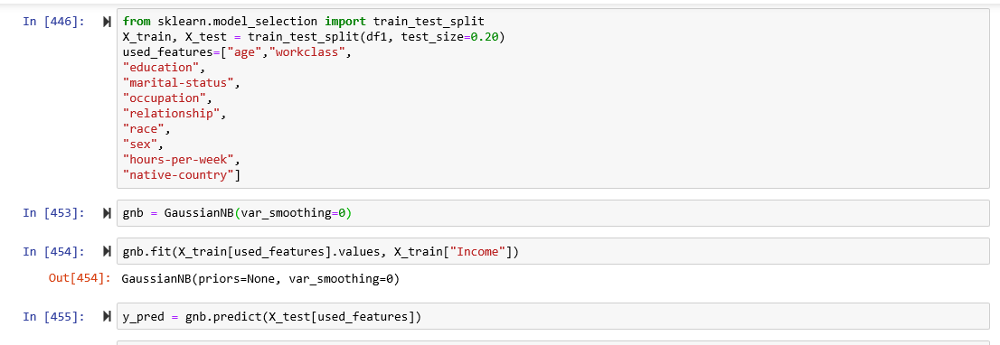 In [446]: from sklearn.model_selection import train_test_split
X_train, X_test = train_test_split(df1, test_size=0.20)
used_features=["age","workclass",
"education",
"marital-status",
"occupation",
"relationship",
"race",
"sex",
"hours-per-week",
"native-country"]
In [453]: gnb = GaussianNB(var_smoothing=0)
In [454]: gnb.fit(X_train[used_features].values, X_train["Income"])
Out[454]: GaussianNB(priors=None, var_smoothing=0)
In [455]: y_pred = gnb.predict(X_test[used_features])